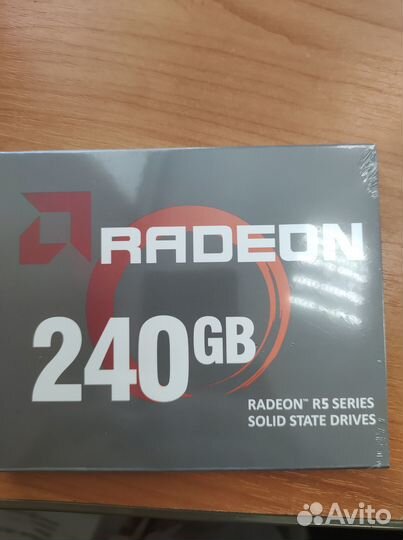 RADEON
240GB
RADEON™ R5 SERIES
SOLID STATE DRIVES
Avito